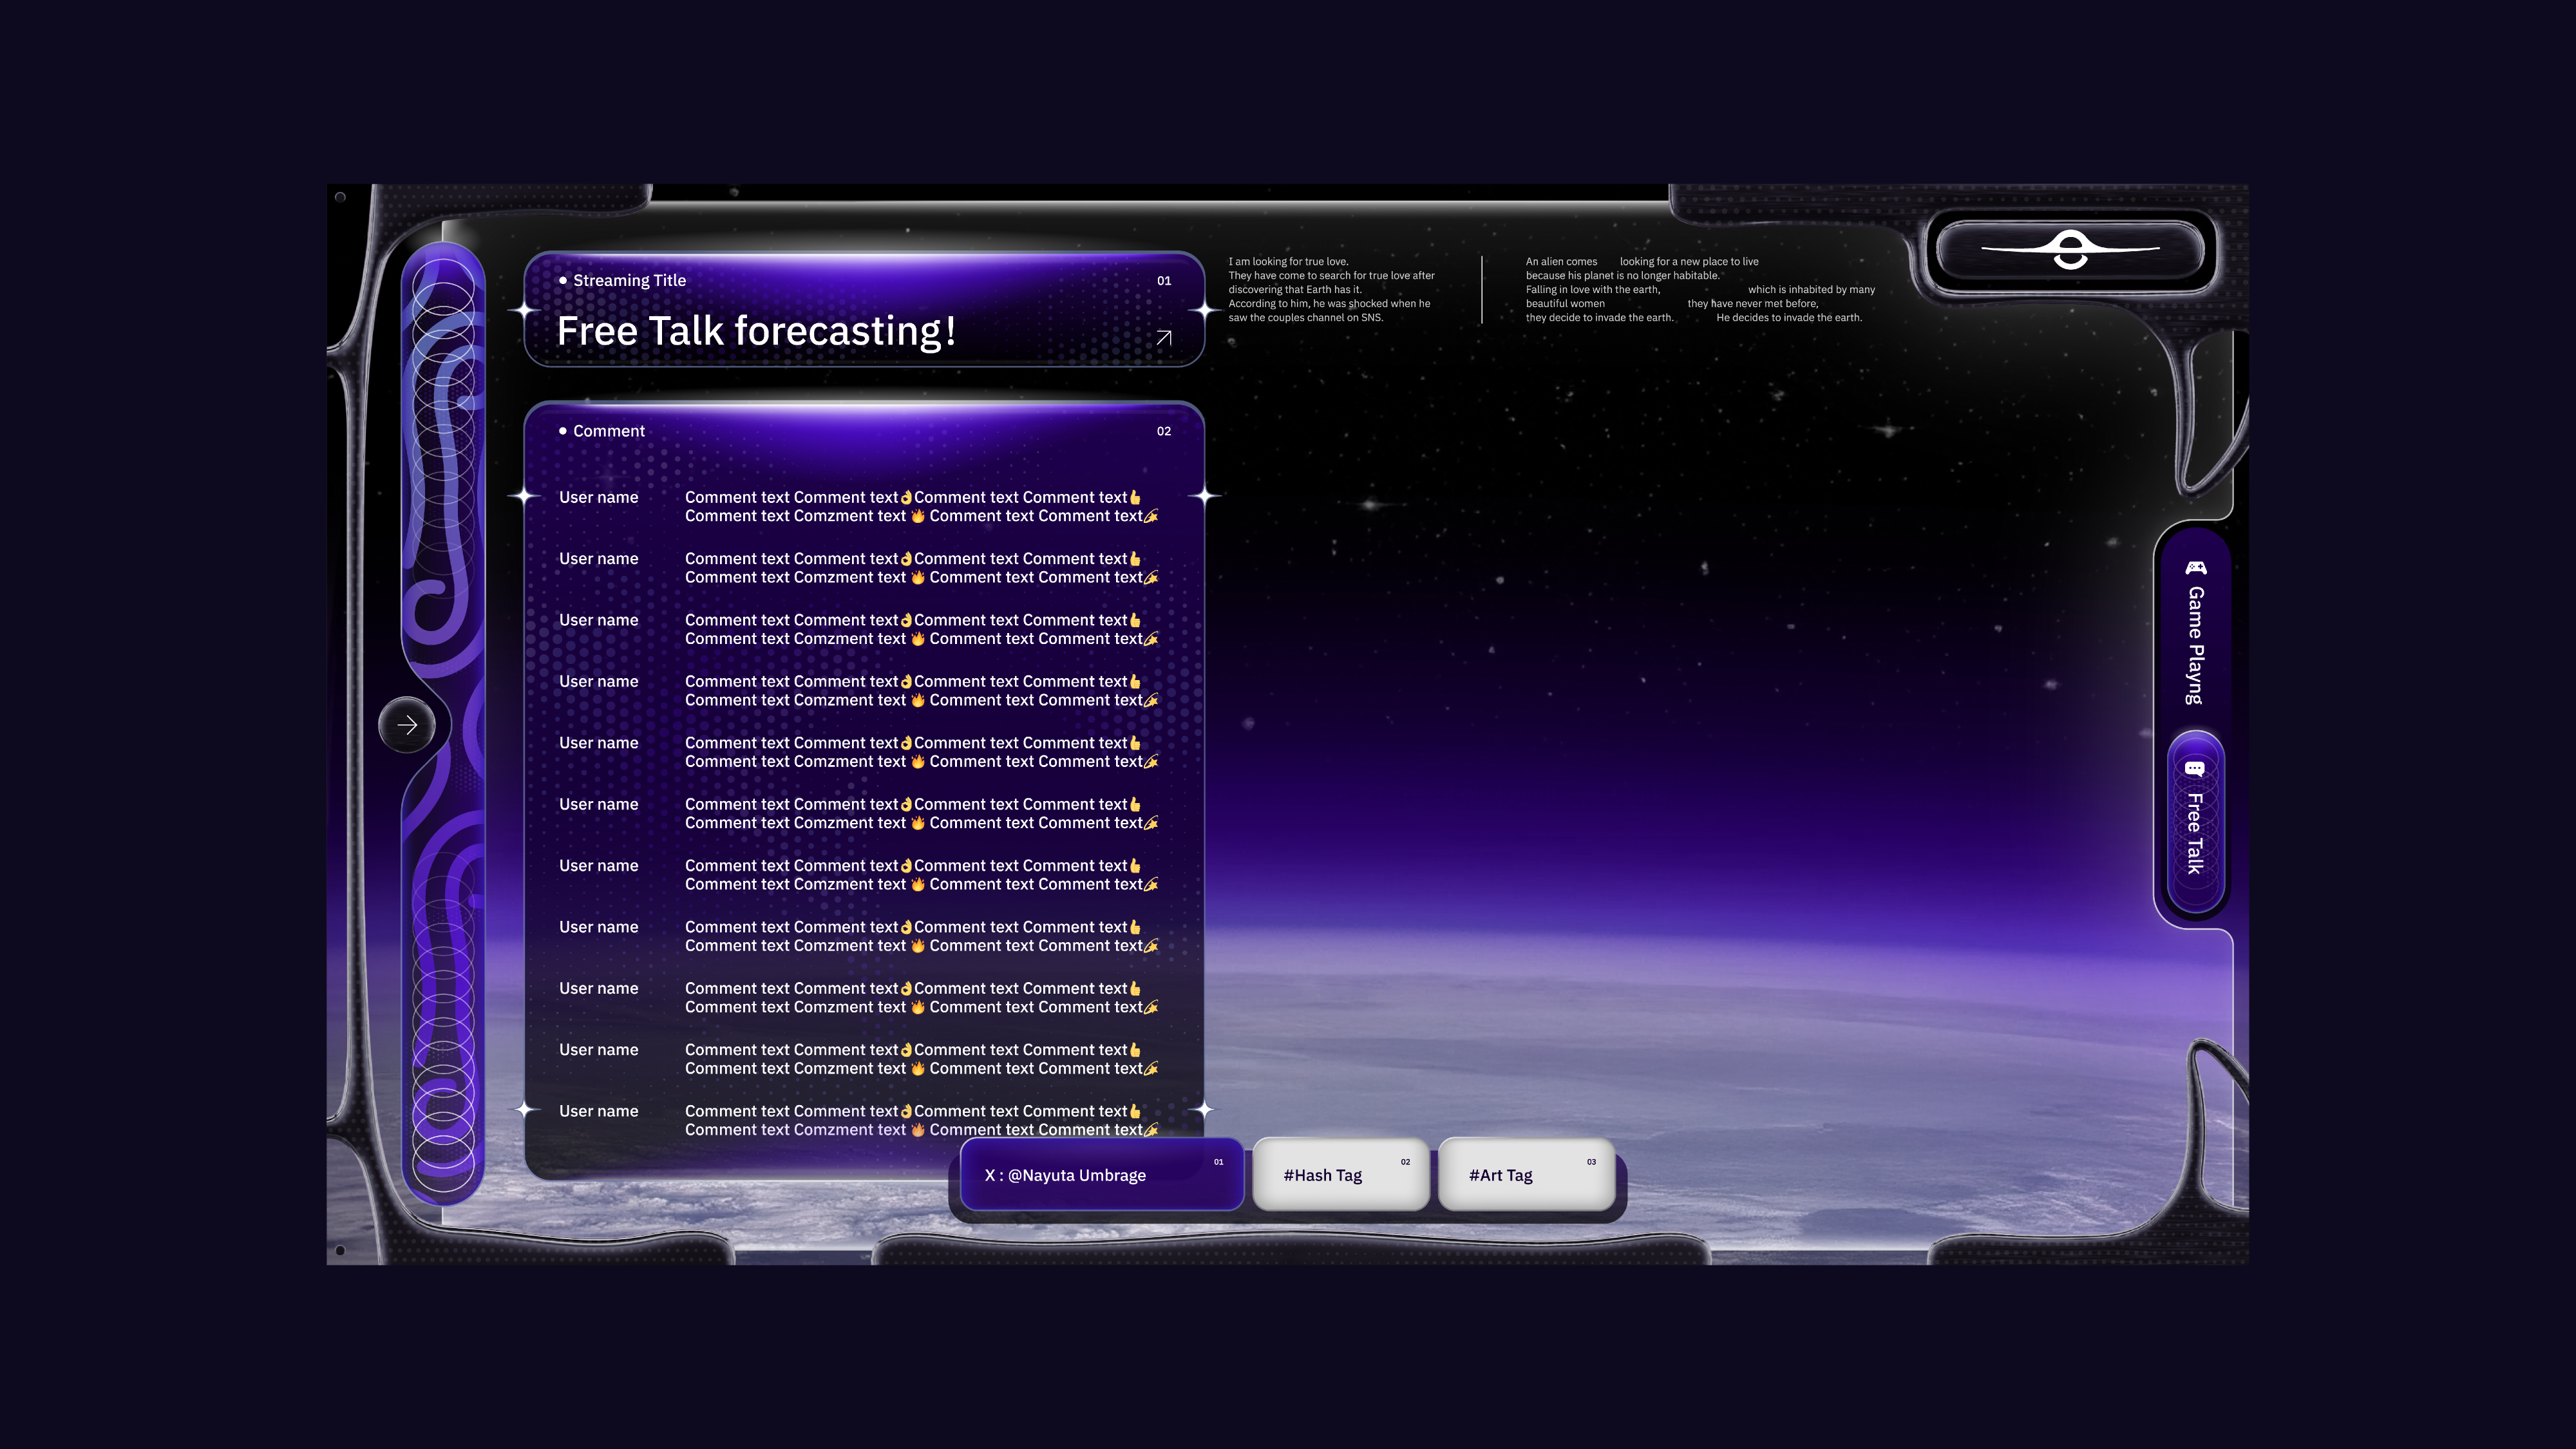 Streaming Title
01
Free Talk forecasting!
I am looking for true love.
They have come to search for true love after
discovering that Earth has it.
According to him, he was shocked when he
saw the couples channel on SNS.
An alien comes looking for a new place to live
because his planet is no longer habitable.
Falling in love with the earth, which is inhabited by many
beautiful women they have never met before,
they decide to invade the earth. He decides to invade the earth.
Comment
02
User name Comment text Comment text👌Comment text Comment text👍
Comment text Comzment text 🔥 Comment text Comment text💫
User name Comment text Comment text👌Comment text Comment text👍
Comment text Comzment text 🔥 Comment text Comment text💫
User name Comment text Comment text👌Comment text Comment text👍
Comment text Comzment text 🔥 Comment text Comment text💫
User name Comment text Comment text👌Comment text Comment text👍
Comment text Comzment text 🔥 Comment text Comment text💫
User name Comment text Comment text👌Comment text Comment text👍
Comment text Comzment text 🔥 Comment text Comment text💫
User name Comment text Comment text👌Comment text Comment text👍
Comment text Comzment text 🔥 Comment text Comment text💫
User name Comment text Comment text👌Comment text Comment text👍
Comment text Comzment text 🔥 Comment text Comment text💫
User name Comment text Comment text👌Comment text Comment text👍
Comment text Comzment text 🔥 Comment text Comment text💫
User name Comment text Comment text👌Comment text Comment text👍
Comment text Comzment text 🔥 Comment text Comment text💫
User name Comment text Comment text👌Comment text Comment text👍
Comment text Comzment text 🔥 Comment text Comment text💫
User name Comment text Comment text👌Comment text Comment text👍
Comment text Comzment text 🔥 Comment text Comment text💫
Game Playng
Free Talk
X : @Nayuta Umbrage
01
#Hash Tag
02
#Art Tag
03